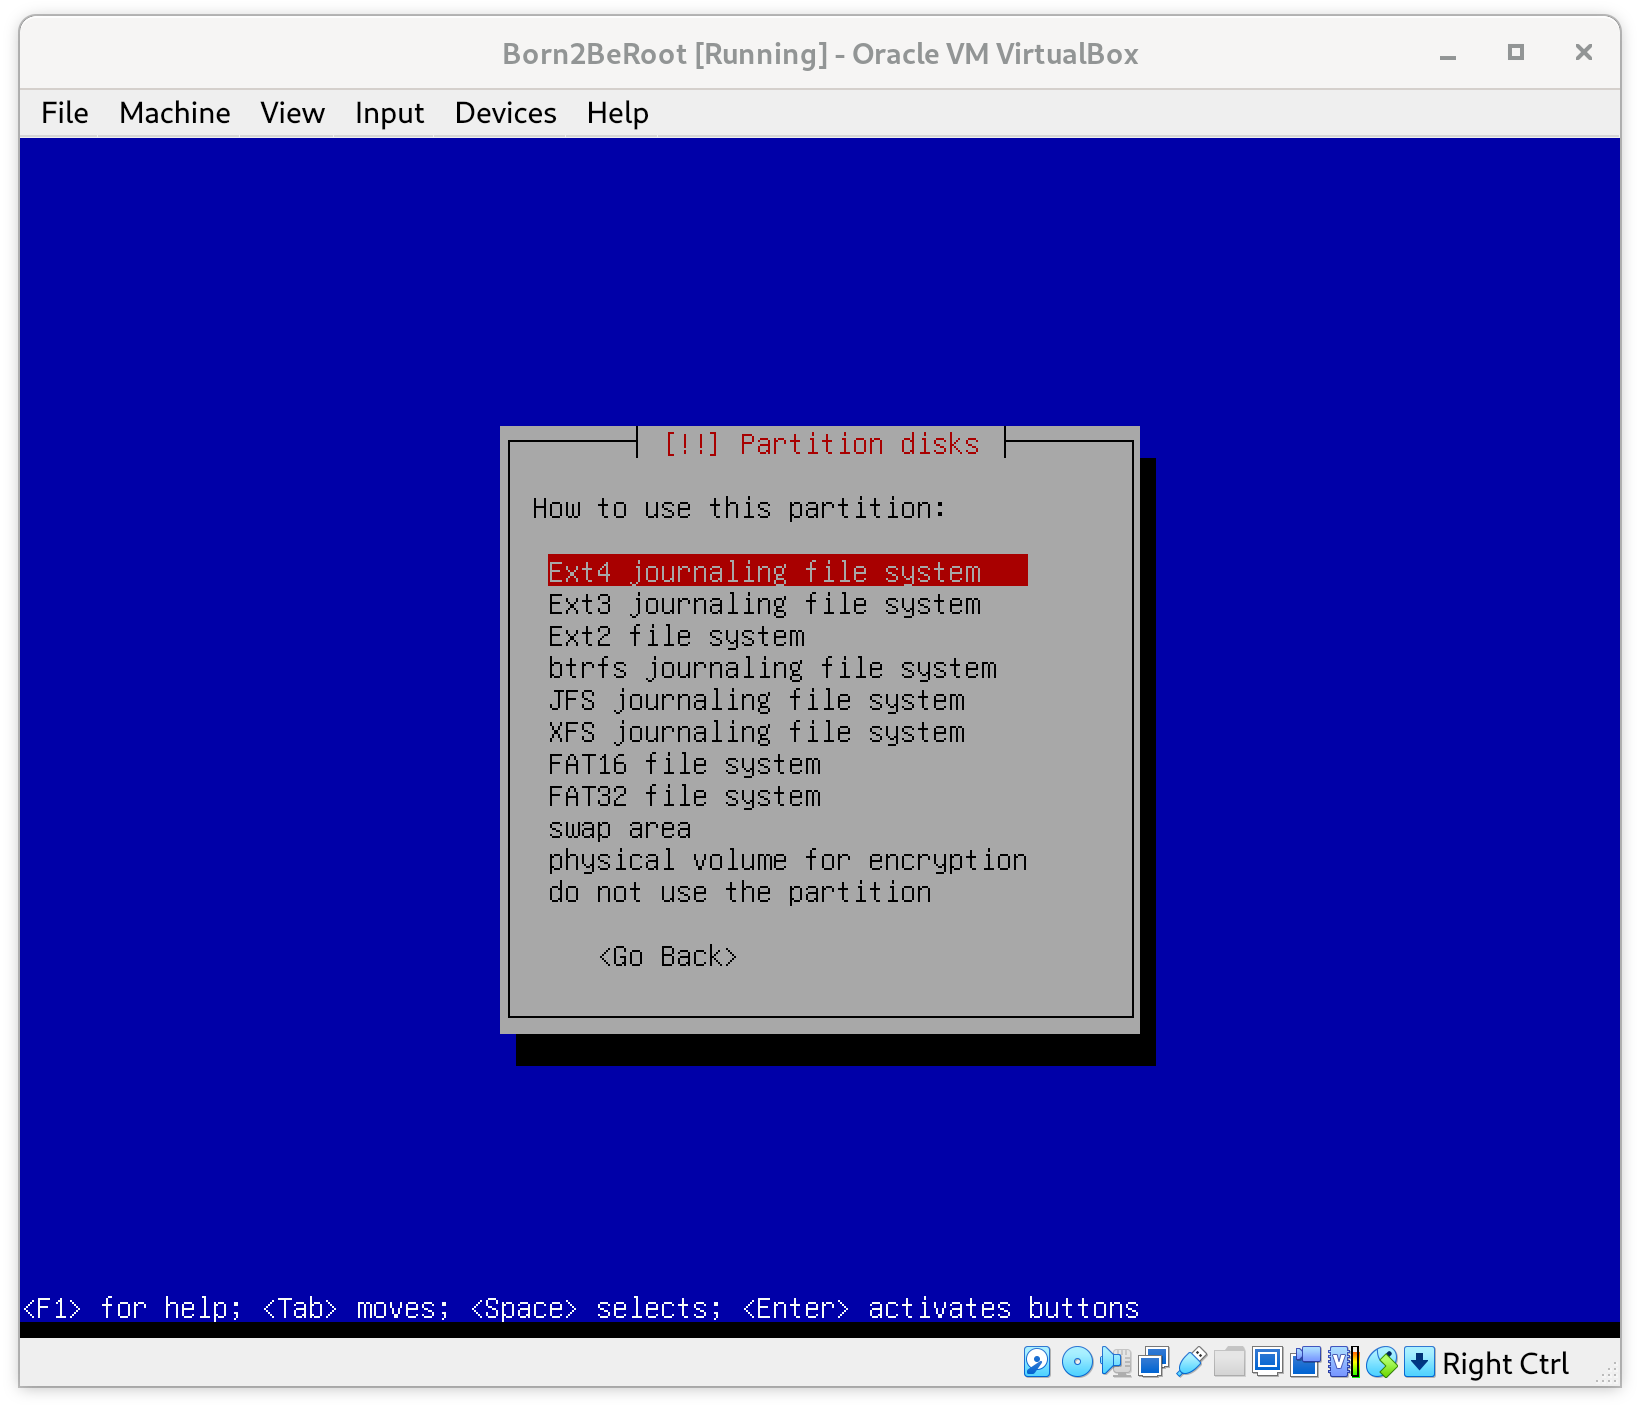 Born2BeRoot [Running] - Oracle VM VirtualBox
File Machine View Input Devices Help
[!!] Partition disks
How to use this partition:
Ext4 journaling file system
Ext3 journaling file system
Ext2 file system
btrfs journaling file system
JFS journaling file system
XFS journaling file system
FAT16 file system
FAT32 file system
swap area
physical volume for encryption
do not use the partition
<Go Back>
<F1> for help; <Tab> moves; <Space> selects; <Enter> activates buttons
Right Ctrl